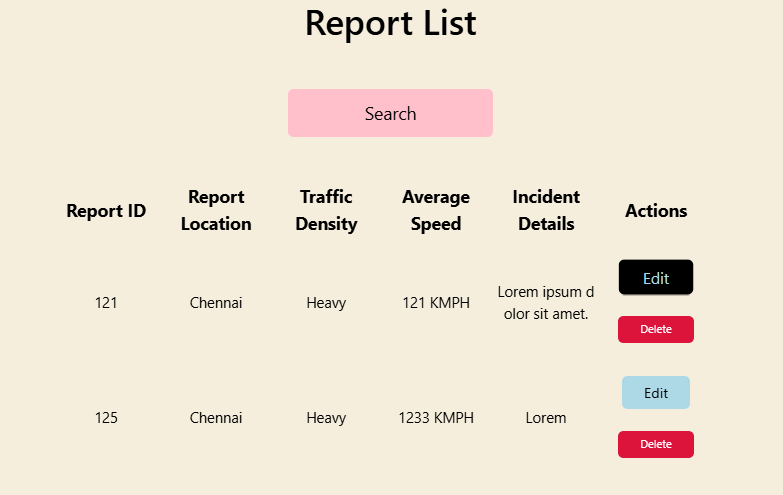 Report List
Search
Report ID
Report
Location
Traffic
Density
Average
Speed
Incident
Details
Actions
121
Chennai
Heavy
121 KMPH
Lorem ipsum d
olor sit amet.
Edit
Delete
125
Chennai
Heavy
1233 KMPH
Lorem
Edit
Delete